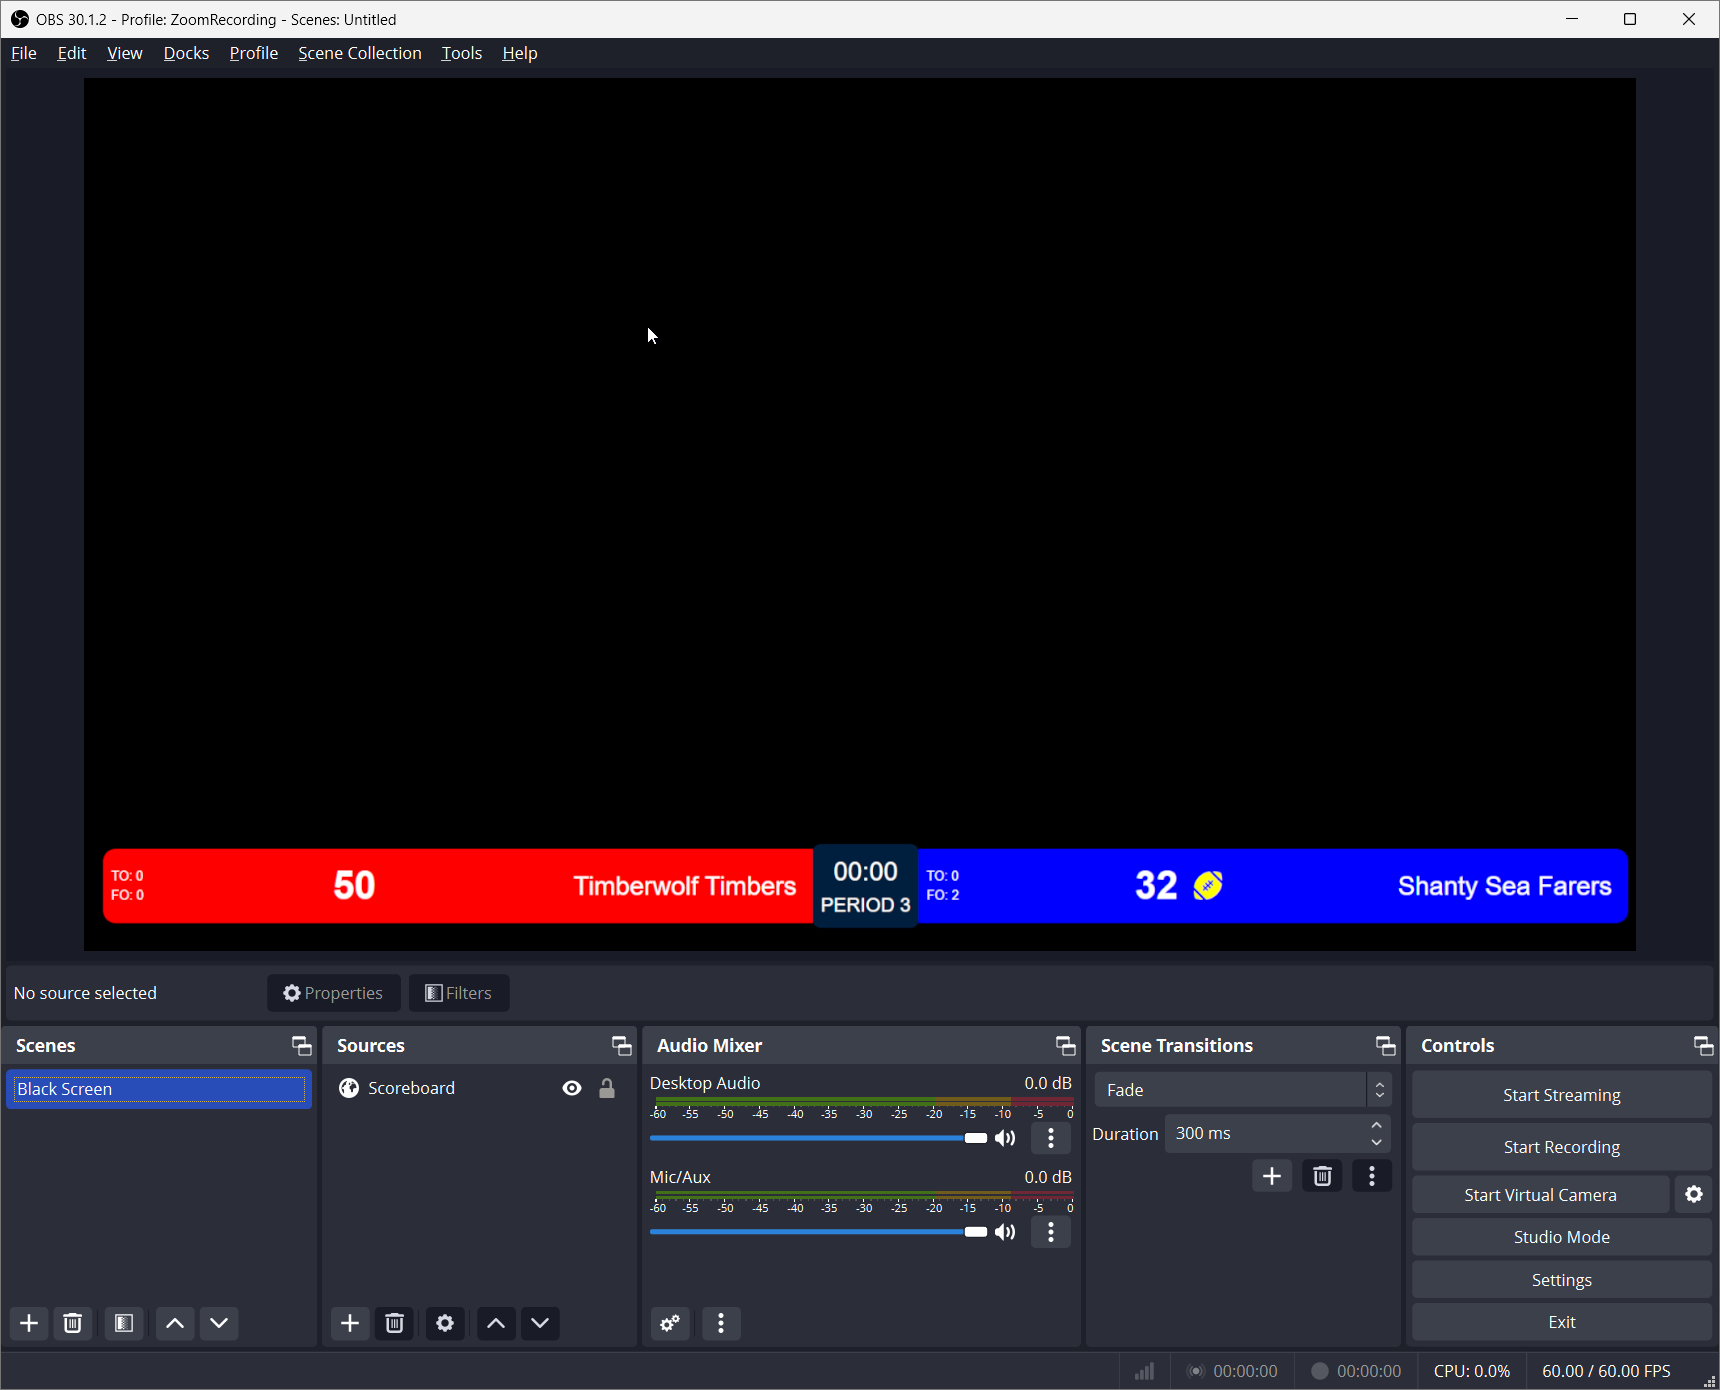 OBS 30.1.2 - Profile: ZoomRecording - Scenes: Untitled
File Edit View Docks Profile Scene Collection Tools Help
TO: 0
FO: 0
50
Timberwolf Timbers
00:00
PERIOD 3
TO: 0
FO: 2
32
Shanty Sea Farers
No source selected
Properties
Filters
Scenes
Black Screen
Sources
Scoreboard
Audio Mixer
Desktop Audio 0.0 dB
-60 -55 -50 -45 -40 -35 -30 -25 -20 -15 -10 -5 0
Mic/Aux 0.0 dB
-60 -55 -50 -45 -40 -35 -30 -25 -20 -15 -10 -5 0
Scene Transitions
Fade
Duration 300 ms
Controls
Start Streaming
Start Recording
Start Virtual Camera
Studio Mode
Settings
Exit
00:00:00
00:00:00
CPU: 0.0%
60.00 / 60.00 FPS